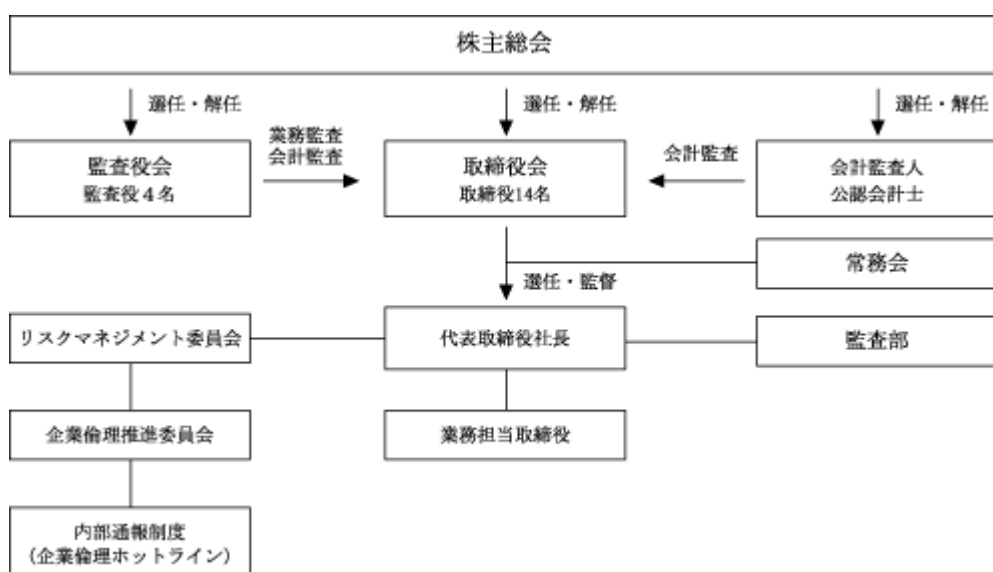 株主総会
選任・解任
選任・解任
選任・解任
監査役会
監査役４名
業務監査
会計監査
取締役会
取締役14名
会計監査
会計監査人
公認会計士
常務会
選任・監督
リスクマネジメント委員会
代表取締役社長
監査部
企業倫理推進委員会
業務担当取締役
内部通報制度
（企業倫理ホットライン）